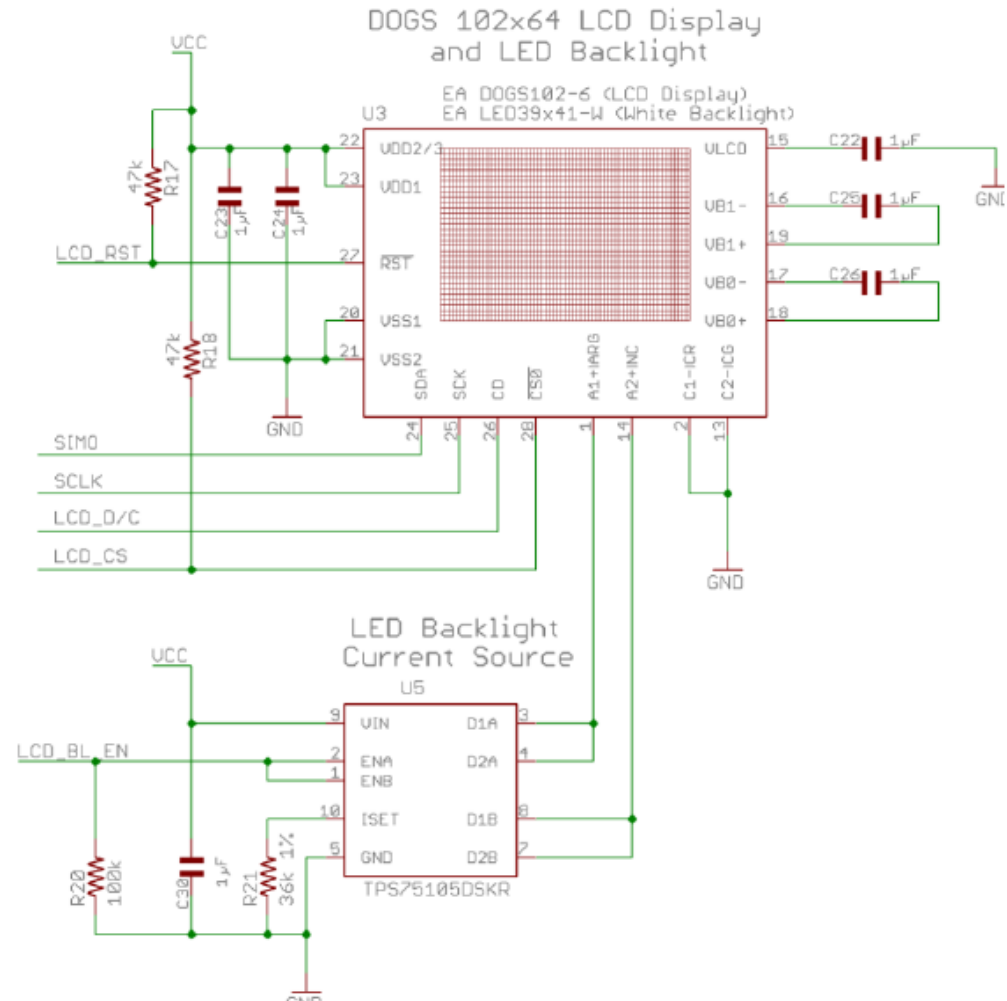 DOGS 102x64 LCD Display
and LED Backlight
VCC
EA DOGS102-6 (LCD Display)
U3
EA LED39x41-W (White Backlight)
22
VDD2/3
VLCD
15
C22
1µF
47k
R17
23
VDD1
GND
C23
1µF
C24
1µF
VB1-
16
C25
1µF
VB1+
19
LCD_RST
27
RST
VB0-
17
C26
1µF
20
VSS1
VB0+
18
47k
R18
21
VSS2
SDA
SCK
CD
CS0
A1+IARG
A2+INC
C1-ICR
C2-ICG
GND
24
25
26
28
1
14
2
13
SIMO
SCLK
LCD_D/C
LCD_CS
GND
LED Backlight
Current Source
VCC
U5
9
VIN
D1A
3
LCD_BL_EN
2
ENA
D2A
4
1
ENB
10
ISET
D1B
8
5
GND
D2B
7
R20
100k
C30
1µF
R21
36k 1%
TPS75105DSKR
GND